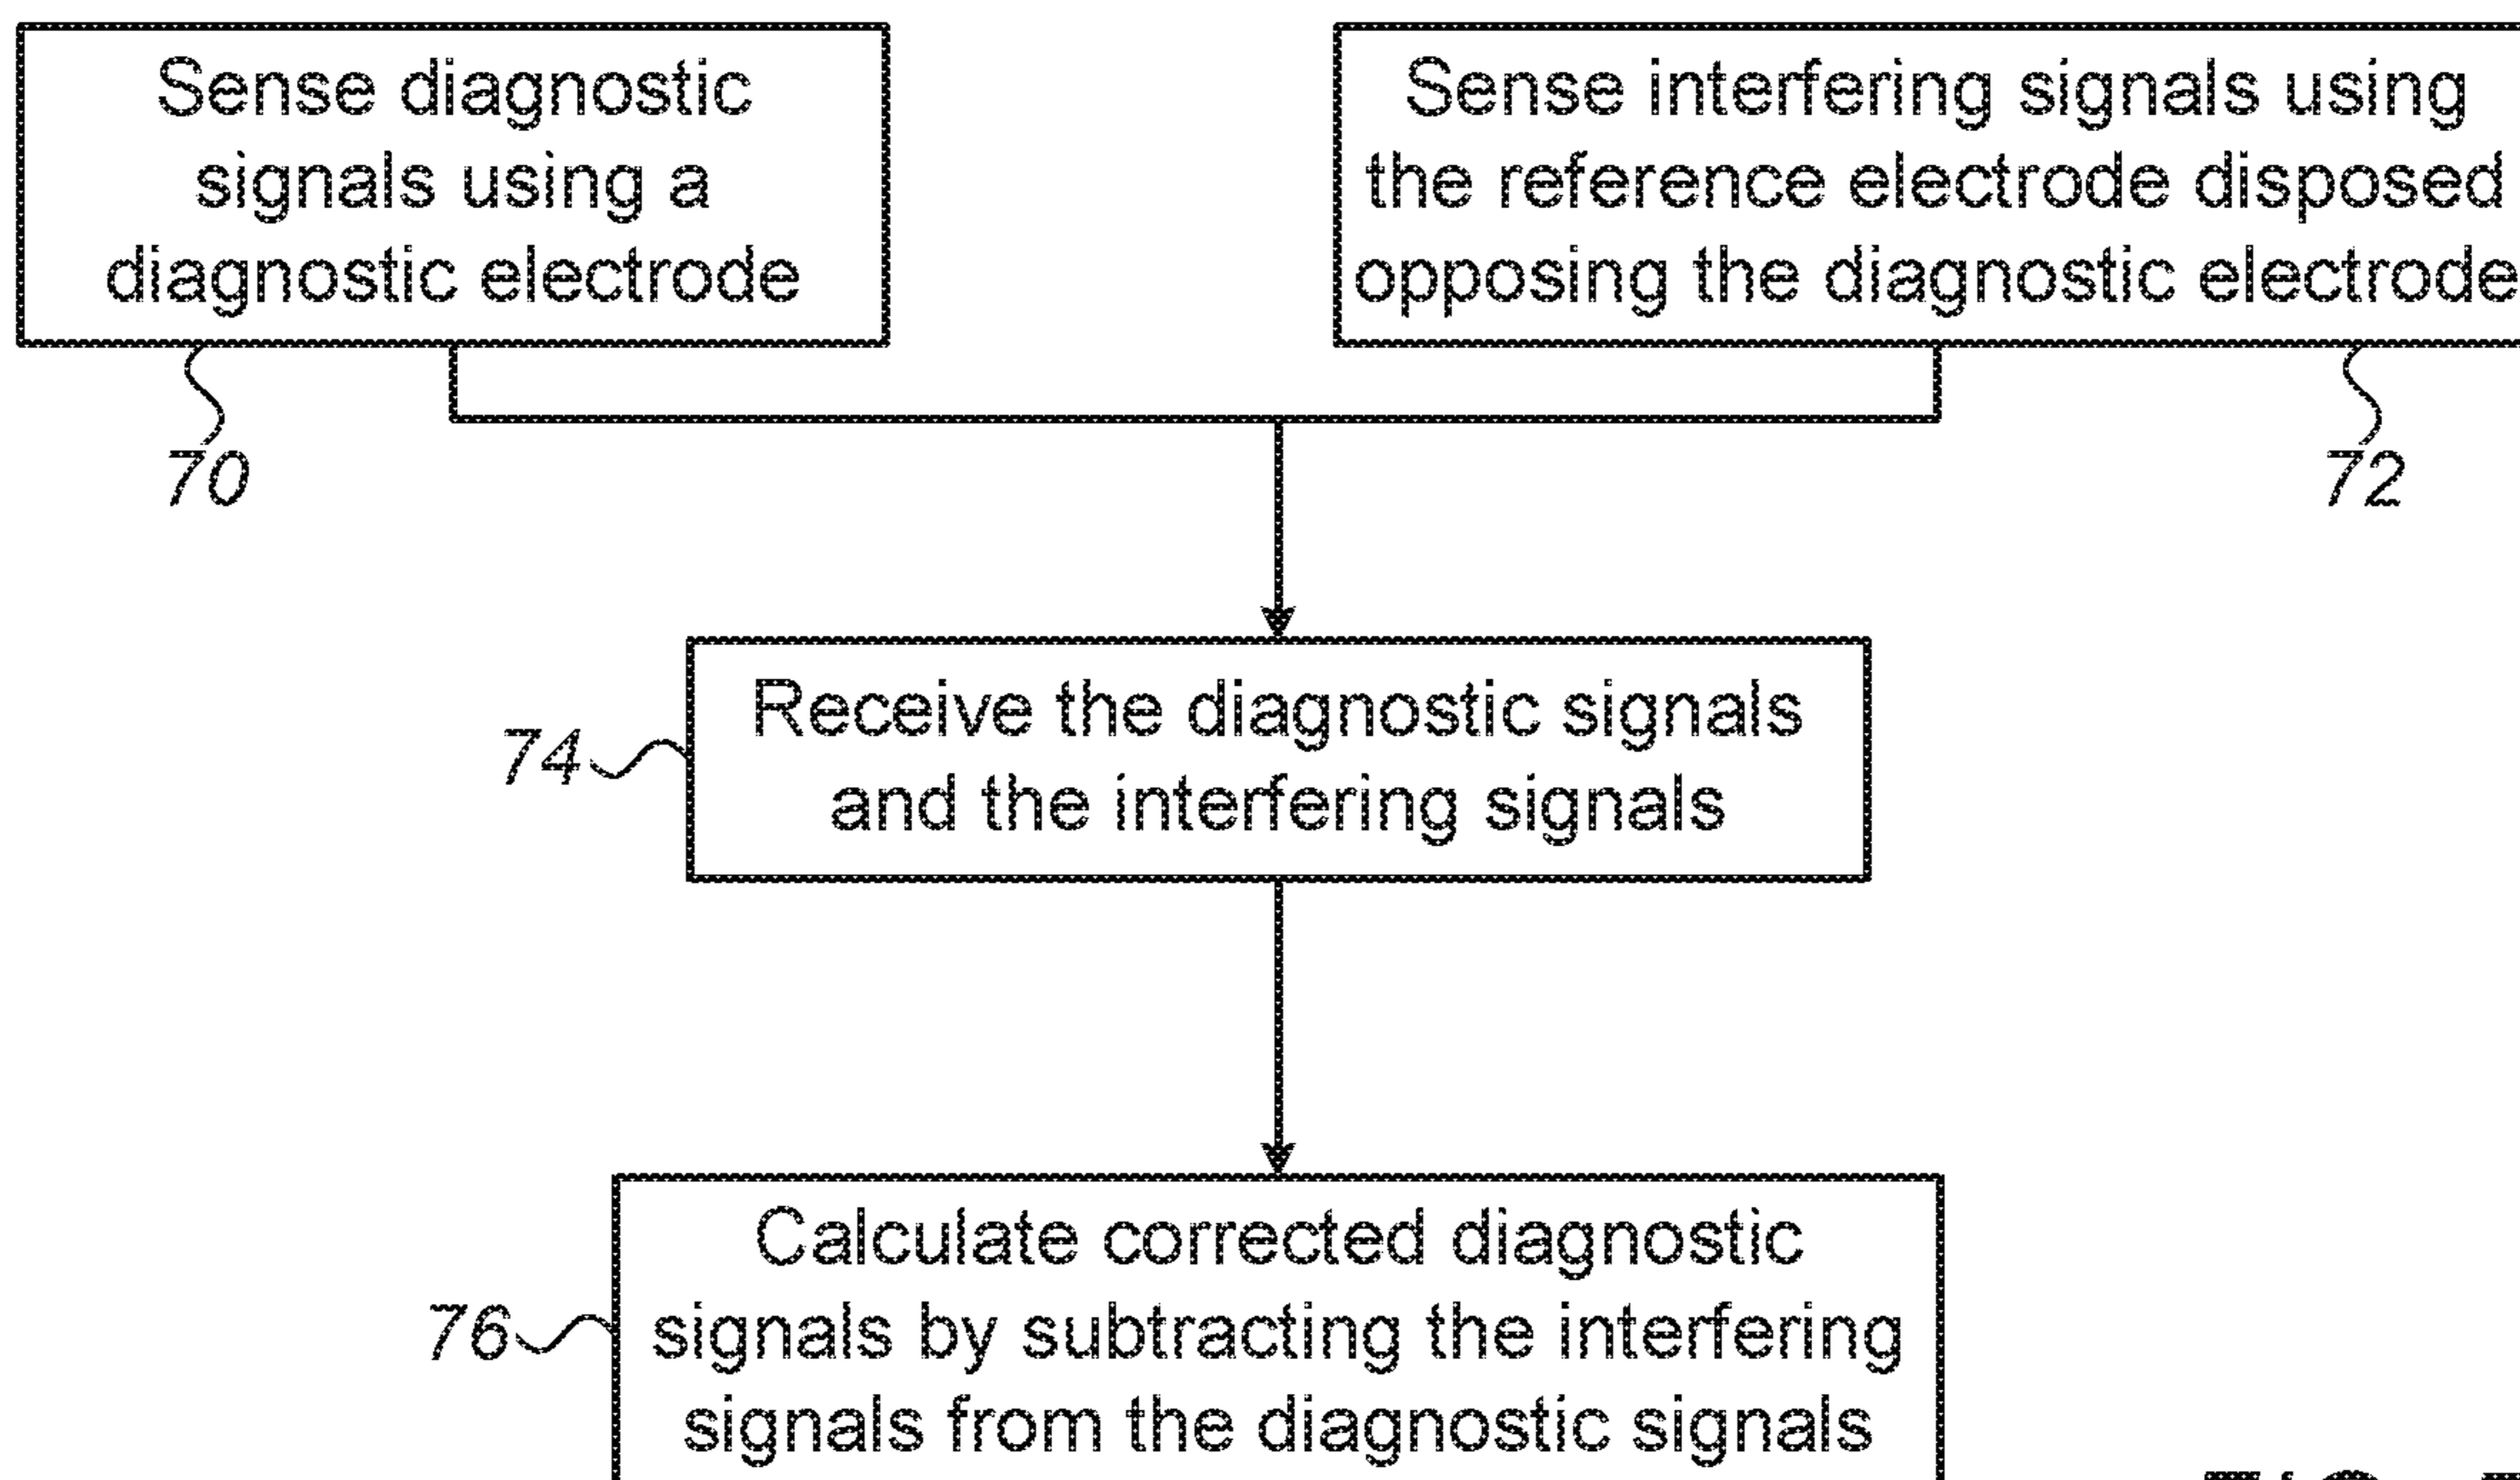 Sense diagnostic
signals using a
diagnostic electrode
Sense interfering signals using
the reference electrode disposed
opposing the diagnostic electrode
70
72
Receive the diagnostic signals
and the interfering signals
74
Calculate corrected diagnostic
signals by subtracting the interfering
signals from the diagnostic signals
76